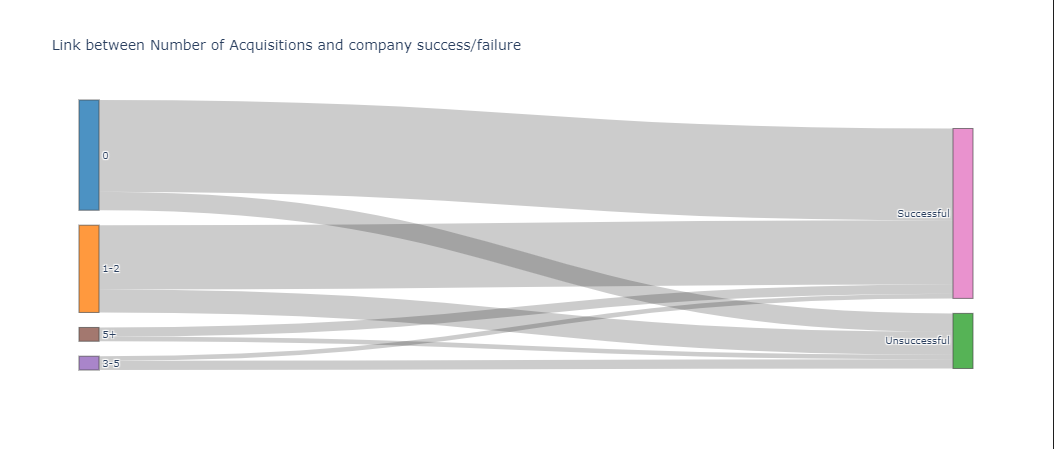 Link between Number of Acquisitions and company success/failure
0
Successful
1-2
5+
Unsuccessful
3-5